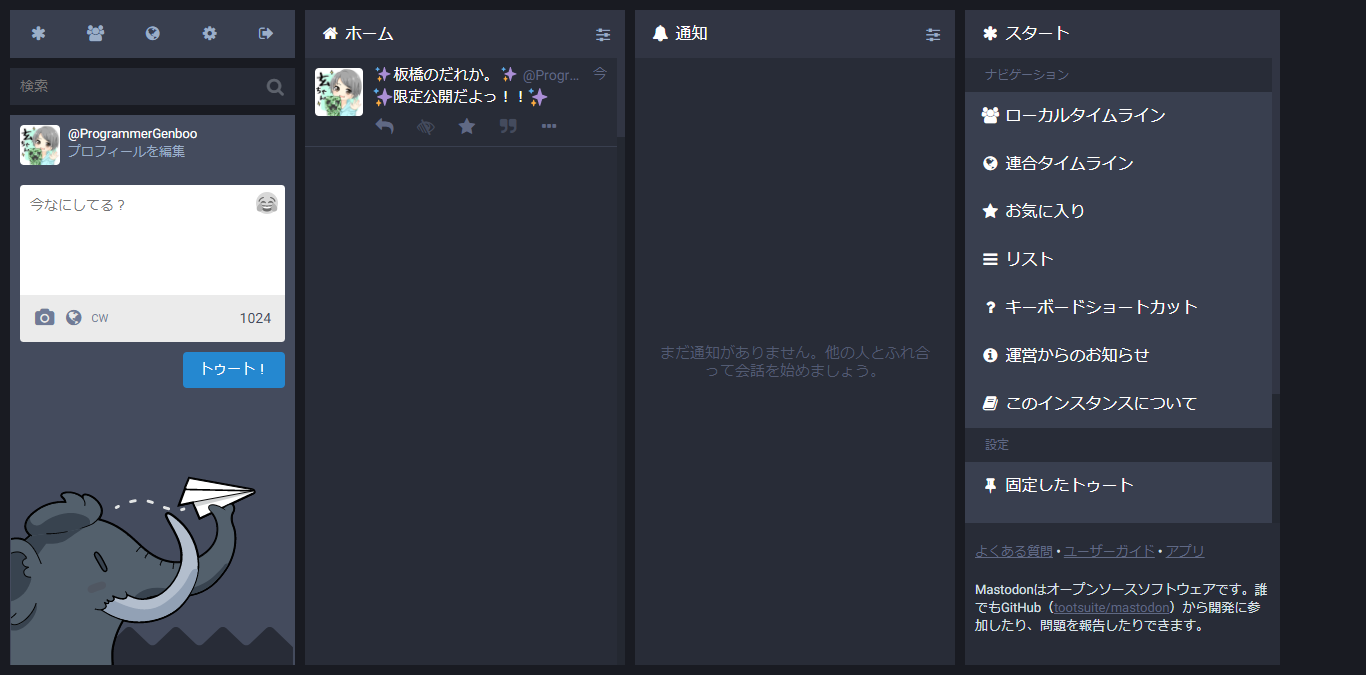 検索
@ProgrammerGenboo
プロフィールを編集
今なにしてる？
CW
1024
トゥート！
ホーム
✨板橋のだれか。✨ @Progr... 今
✨限定公開だよっ！！✨
通知
まだ通知がありません。他の人とふれ合
って会話を始めましょう。
スタート
ナビゲーション
ローカルタイムライン
連合タイムライン
お気に入り
リスト
キーボードショートカット
運営からのお知らせ
このインスタンスについて
設定
固定したトゥート
よくある質問 • ユーザーガイド • アプリ
Mastodonはオープンソースソフトウェアです。誰
でもGitHub（tootsuite/mastodon）から開発に参
加したり、問題を報告したりできます。